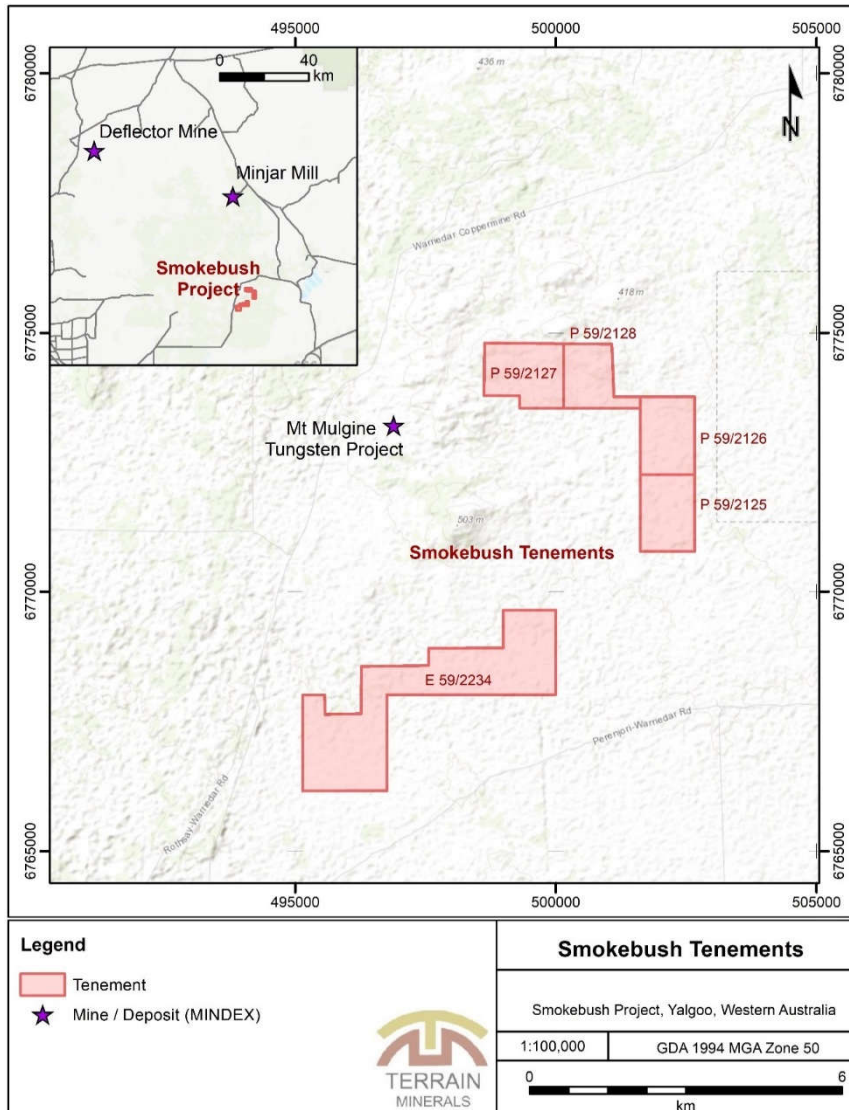 495000
500000
505000
6780000
6780000
0
40
km
Deflector Mine
Minjar Mill
Smokebush
Project
436 m
N
Warriedar Coppermine Rd
418 m
6775000
6775000
P 59/2128
P 59/2127
P 59/2126
P 59/2125
Mt Mulgine
Tungsten Project
503 m
Smokebush Tenements
6770000
6770000
E 59/2234
Perenjori-Warriedar Rd
Rothsay Warriedar Rd
6765000
6765000
495000
500000
505000
Legend
Tenement
Mine / Deposit (MINDEX)
TERRAIN
MINERALS
Smokebush Tenements
Smokebush Project, Yalgoo, Western Australia
1:100,000
GDA 1994 MGA Zone 50
0
6
km